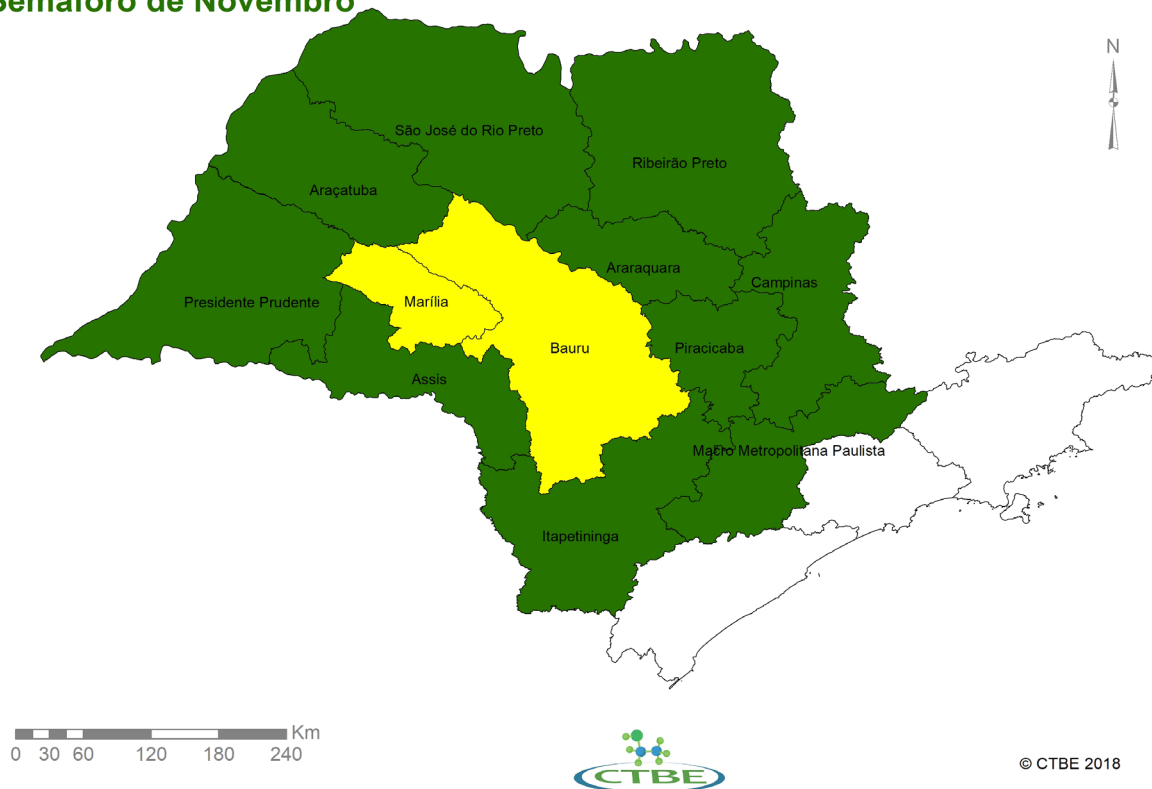 Semáforo de Novembro
N
São José do Rio Preto
Ribeirão Preto
Araçatuba
Araraquara
Campinas
Presidente Prudente
Marília
Bauru
Piracicaba
Assis
Macro Metropolitana Paulista
Itapetininga
Km
0 30 60 120 180 240
CTBE
© CTBE 2018